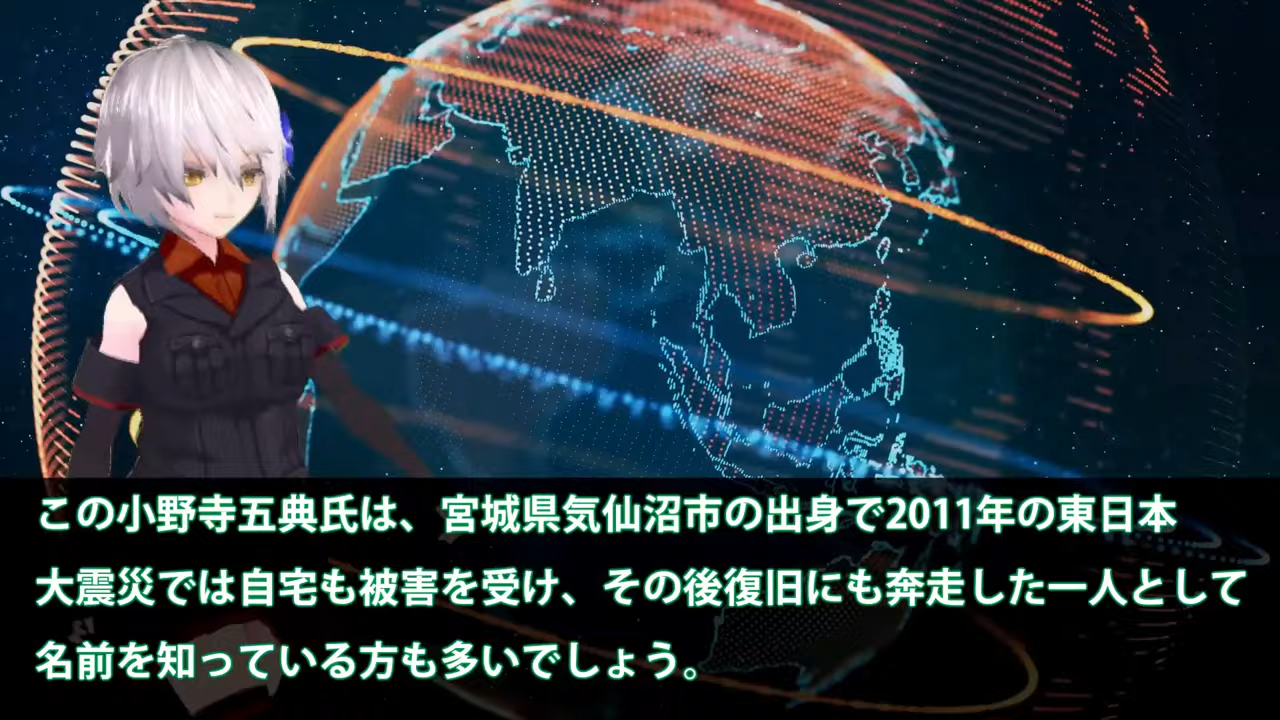 この小野寺五典氏は、宮城県気仙沼市の出身で2011年の東日本
大震災では自宅も被害を受け、その後復旧にも奔走した一人として
名前を知っている方も多いでしょう。